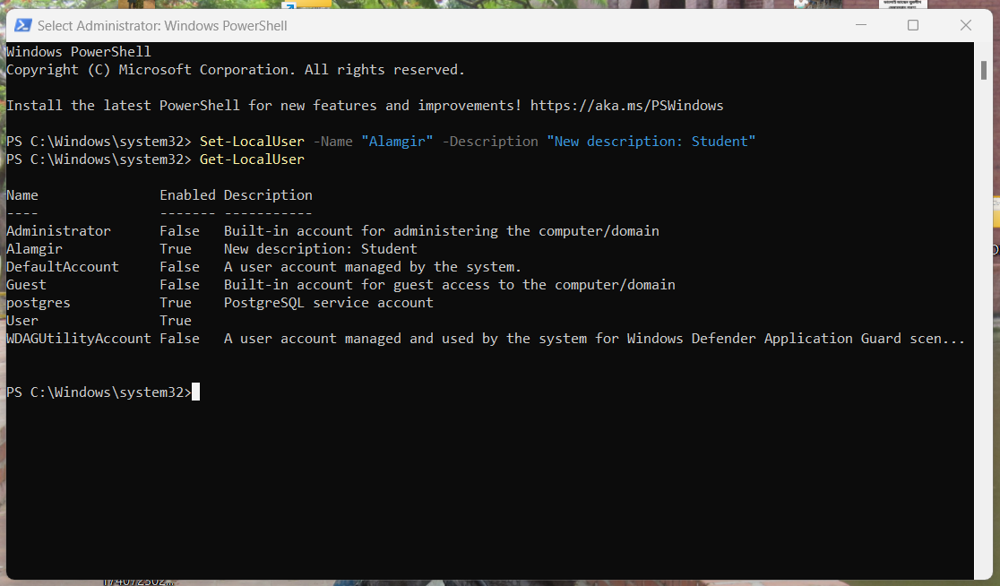 Select Administrator: Windows PowerShell
Windows PowerShell
Copyright (C) Microsoft Corporation. All rights reserved.
Install the latest PowerShell for new features and improvements! https://aka.ms/PSWindows
PS C:\Windows\system32> Set-LocalUser -Name "Alamgir" -Description "New description: Student"
PS C:\Windows\system32> Get-LocalUser
Name               Enabled Description
----               ------- -----------
Administrator      False   Built-in account for administering the computer/domain
Alamgir            True    New description: Student
DefaultAccount     False   A user account managed by the system.
Guest              False   Built-in account for guest access to the computer/domain
postgres           True    PostgreSQL service account
User               True
WDAGUtilityAccount False   A user account managed and used by the system for Windows Defender Application Guard scen...
PS C:\Windows\system32>